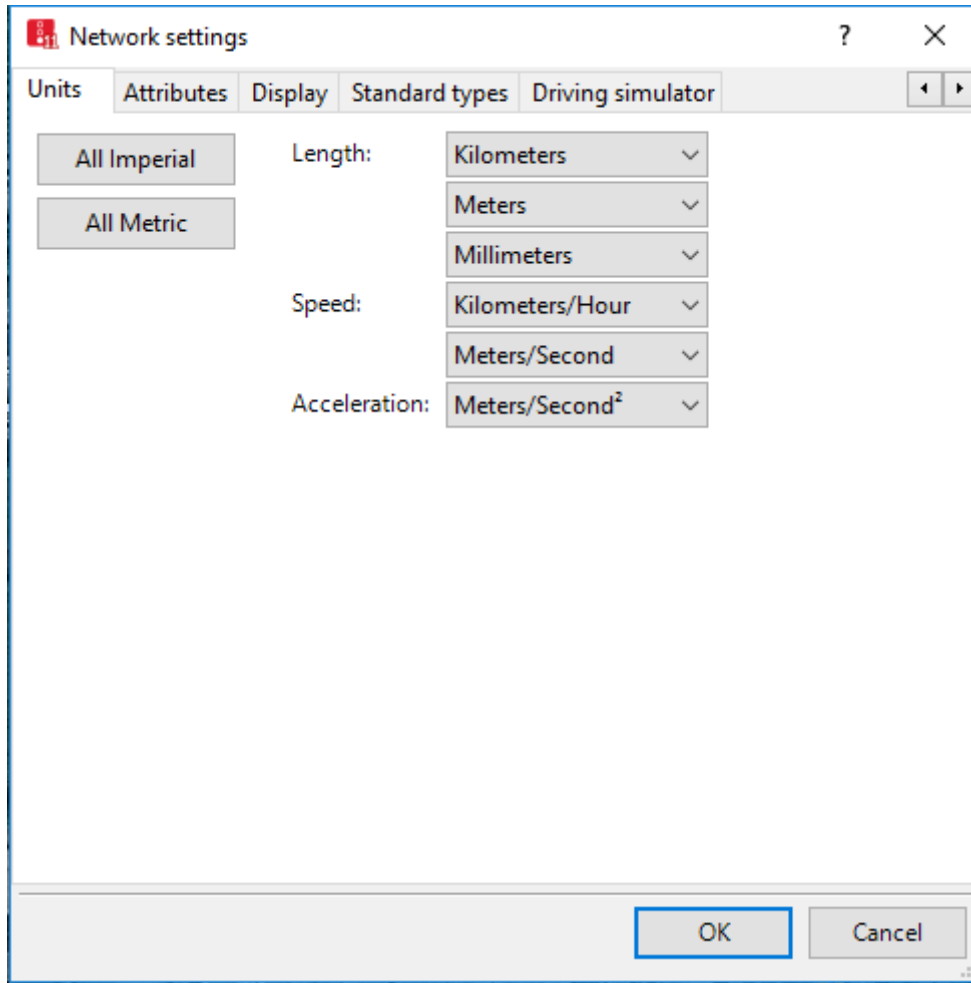 Network settings
?
Units Attributes Display Standard types Driving simulator
All Imperial
Length: Kilometers
All Metric
Meters
Millimeters
Speed: Kilometers/Hour
Meters/Second
Acceleration: Meters/Second²
OK Cancel